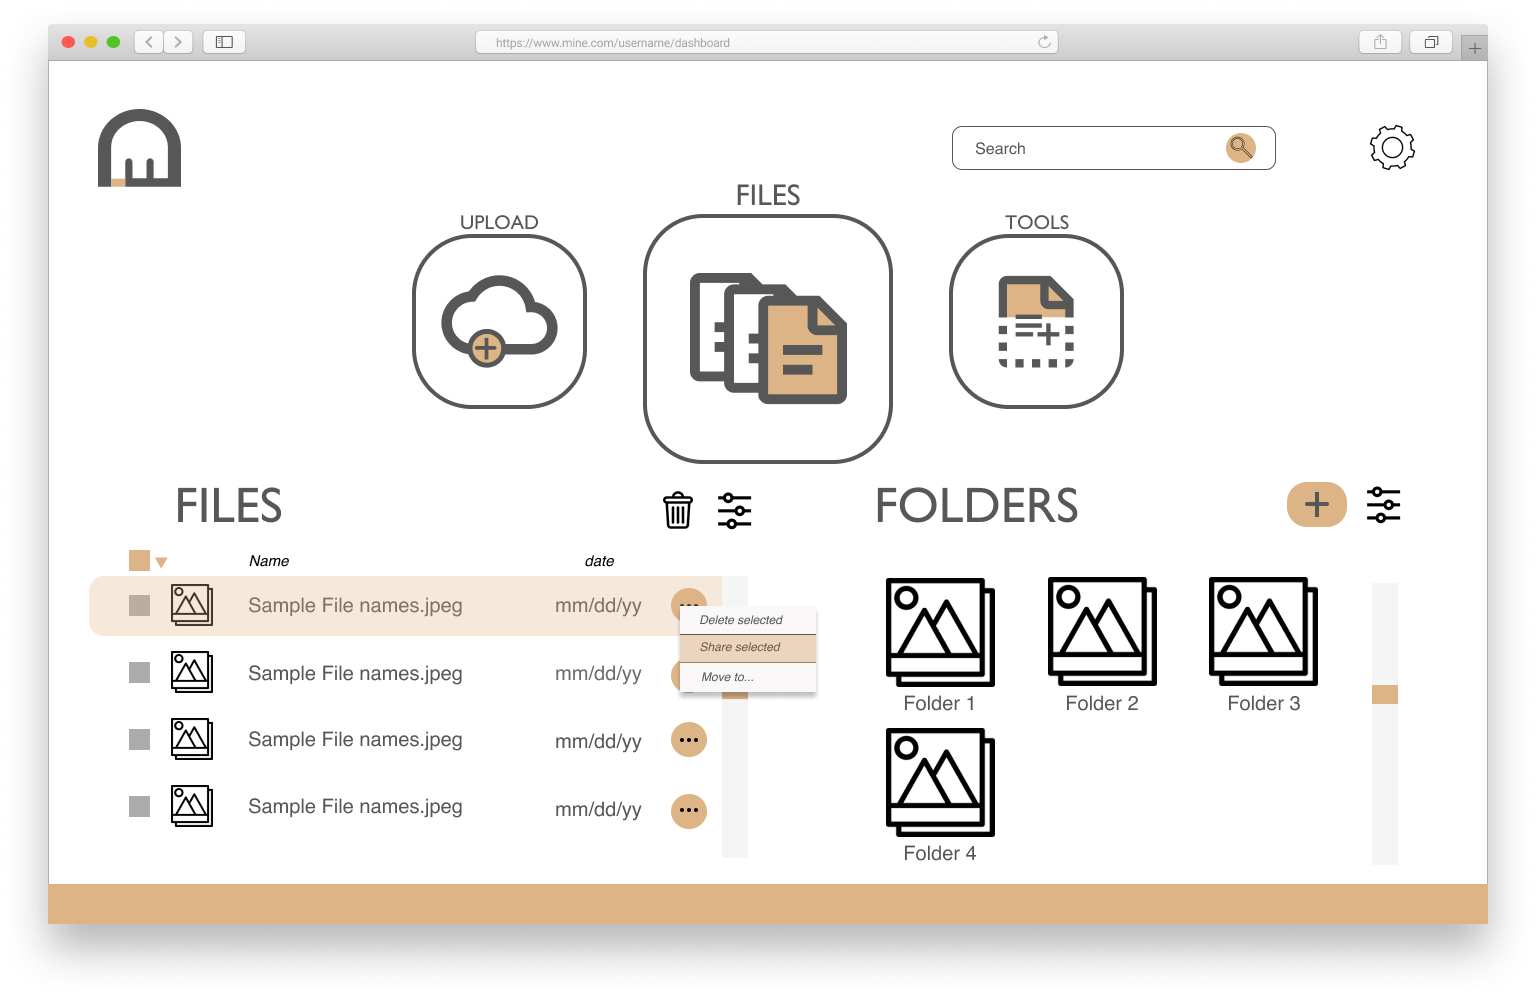 https://www.mine.com/username/dashboard
Search
UPLOAD
FILES
TOOLS
FILES
FOLDERS
Name date
Sample File names.jpeg mm/dd/yy
Delete selected
Share selected
Move to...
Sample File names.jpeg mm/dd/yy
Sample File names.jpeg mm/dd/yy
Sample File names.jpeg mm/dd/yy
Folder 1
Folder 2
Folder 3
Folder 4